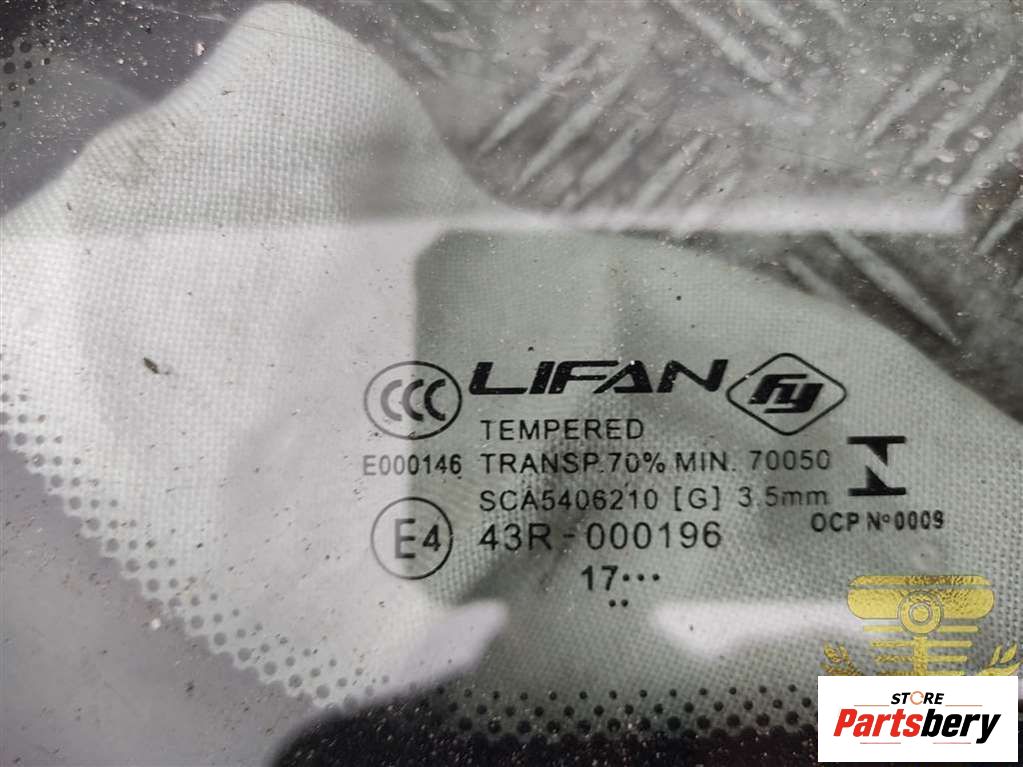 CCC LIFAN FY
TEMPERED
E000146 TRANSP.70% MIN. 70050
SCA5406210 [G] 3.5mm
OCP Nº0009
E4 43R-000196
17...
..
STORE
Partsbery